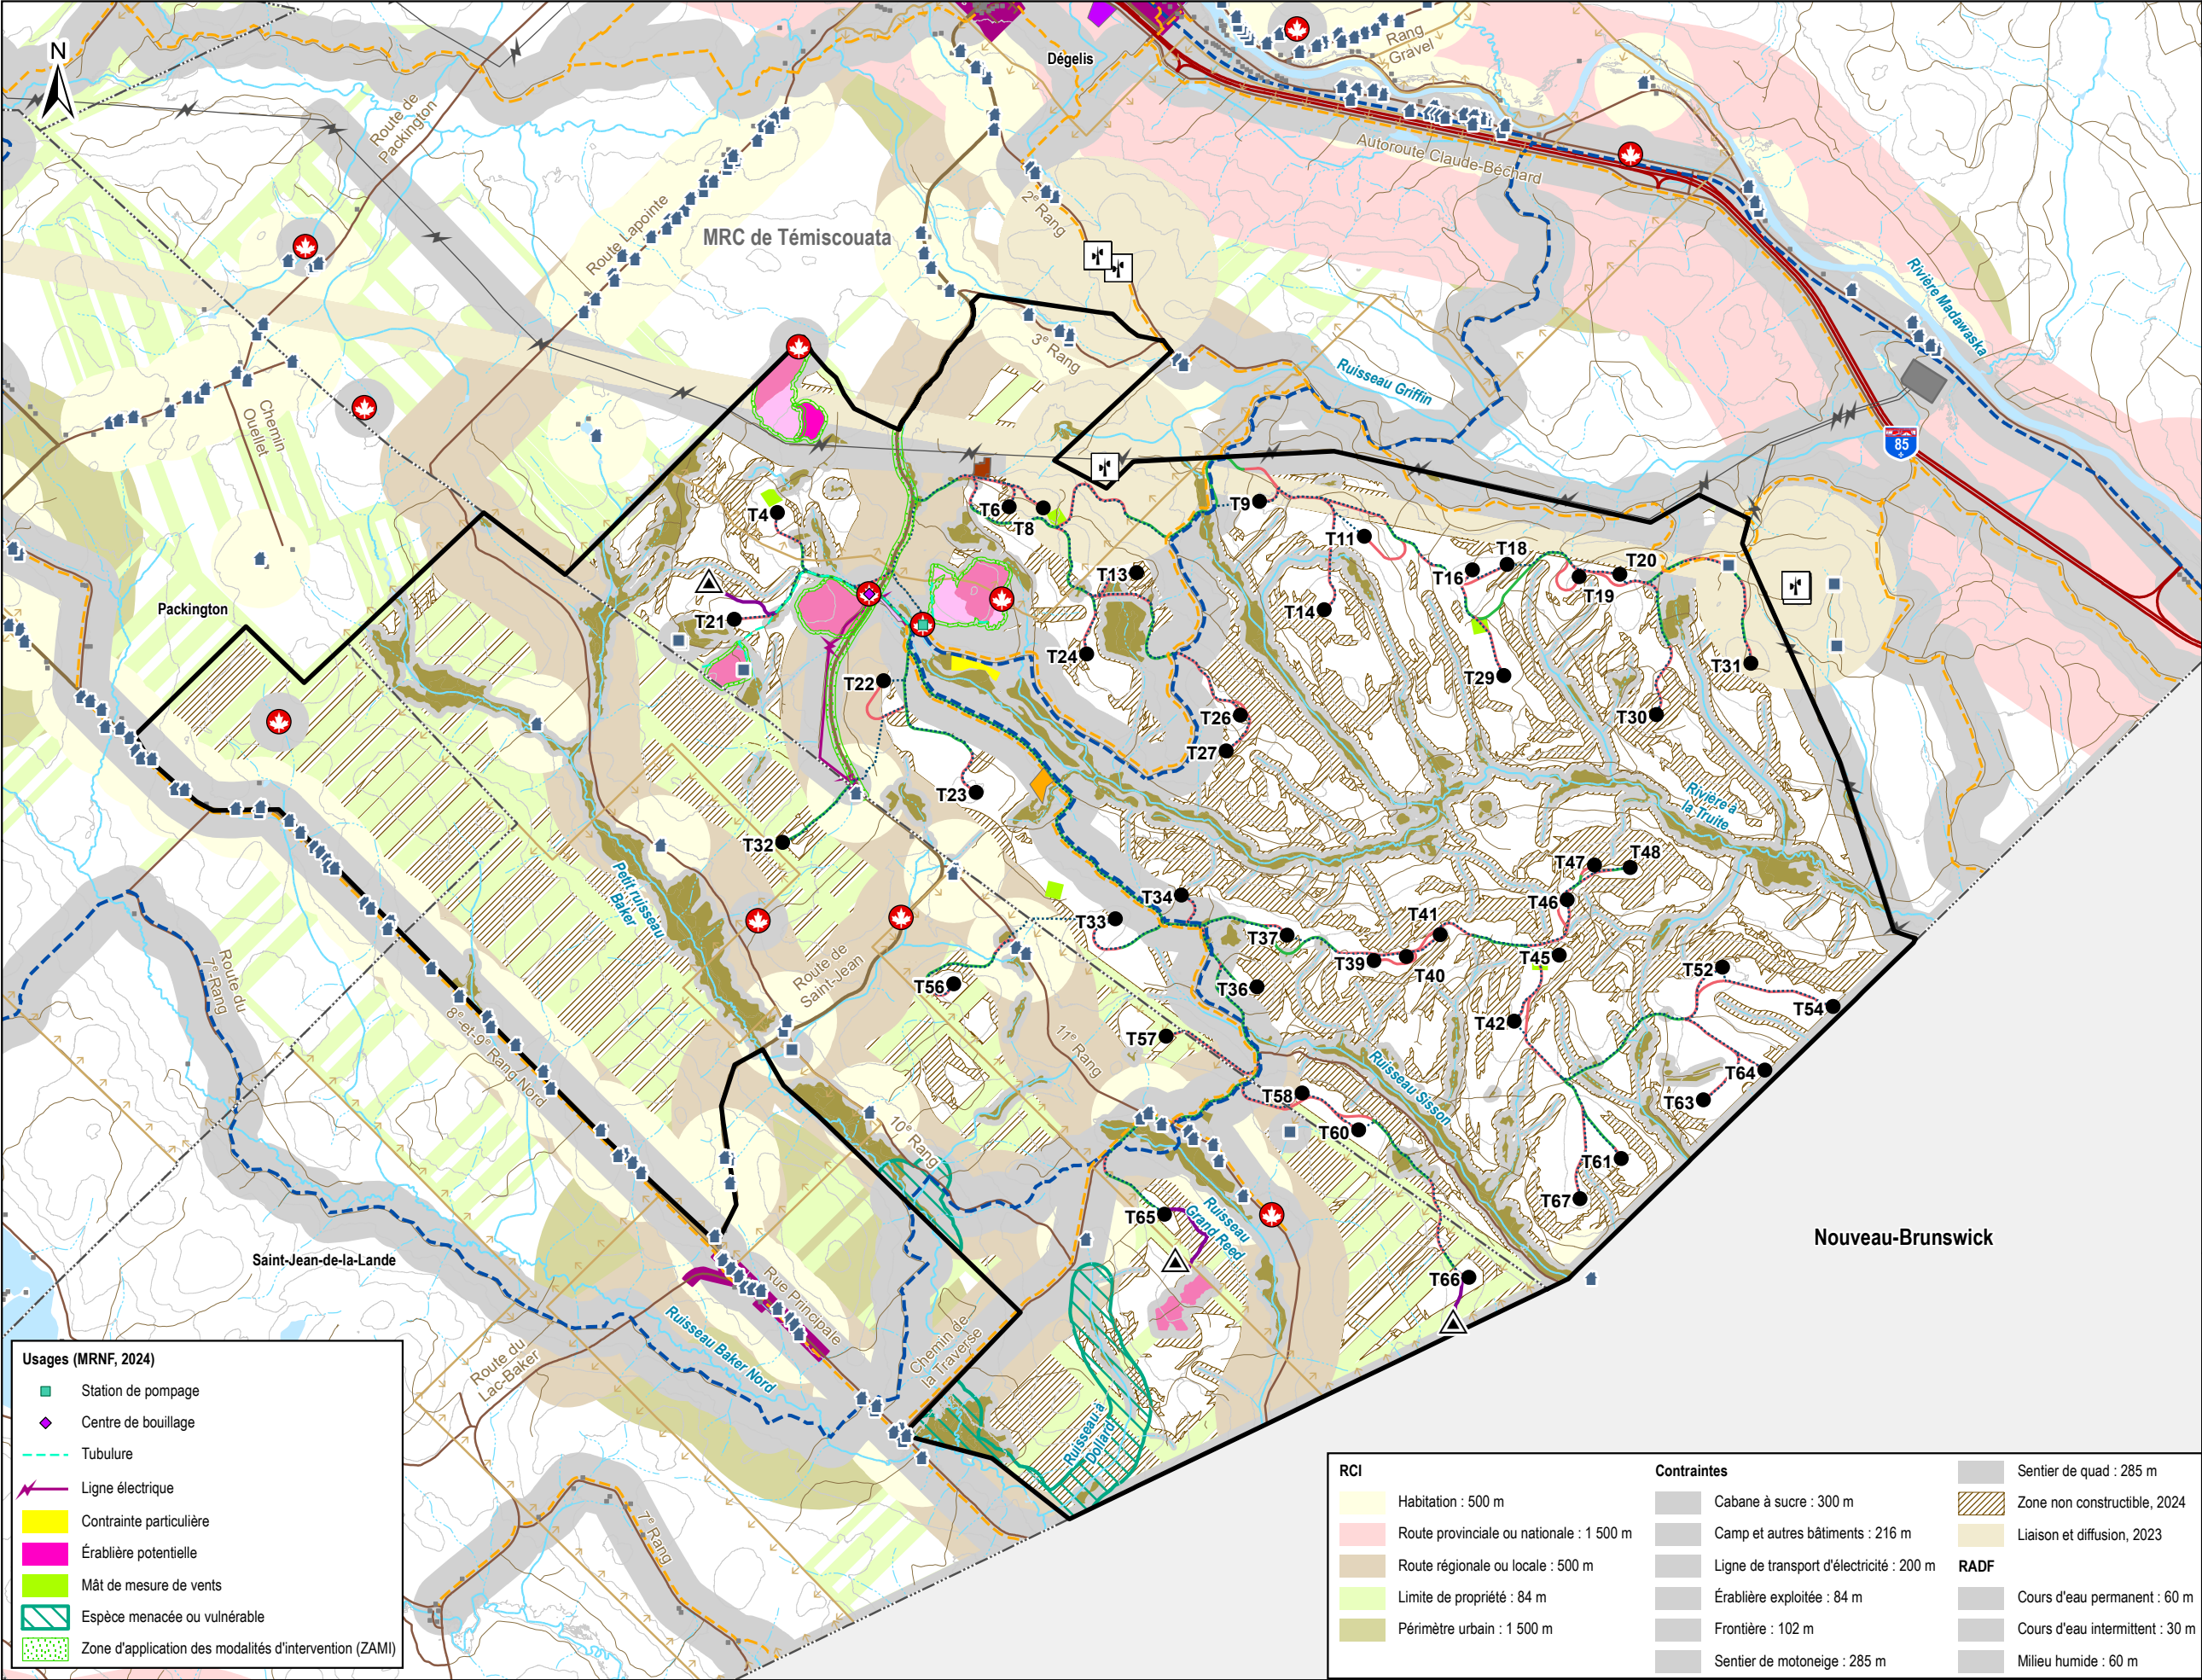 N
Dégelis
Rang
Gravel
Route de
Packington
Autoroute Claude-Béchard
2e Rang
Route Lapointe
MRC de Témiscouata
Rivière Madawaska
3e Rang
Ruisseau Griffin
Chemin
Ouellet
85
T4
T6
T8
T9
T11
T13
T14
T16
T18
T19
T20
Packington
T21
T22
T24
T26
T27
T29
T30
T31
T23
T32
Rivière à
la Truite
Petit ruisseau
Baker
T33
T34
T37
T39
T40
T41
T45
T46
T47
T48
T36
T42
T52
T54
Route du
7e-Rang
Route de
Saint-Jean
T56
T57
11e Rang
8e-et-9e Rang Nord
10e Rang
T58
T60
Ruisseau Sisson
T61
T63
T64
T67
T65
Ruisseau
Grand Reed
T66
Nouveau-Brunswick
Saint-Jean-de-la-Lande
Rue Principale
Ruisseau Baker Nord
Chemin de
la Traverse
Route du
Lac-Baker
Ruisseau à
Dollard
7e Rang
Usages (MRNF, 2024)
Station de pompage
Centre de bouillage
Tubulure
Ligne électrique
Contrainte particulière
Érablière potentielle
Mât de mesure de vents
Espèce menacée ou vulnérable
Zone d'application des modalités d'intervention (ZAMI)
RCI
Habitation : 500 m
Route provinciale ou nationale : 1 500 m
Route régionale ou locale : 500 m
Limite de propriété : 84 m
Périmètre urbain : 1 500 m
Contraintes
Cabane à sucre : 300 m
Camp et autres bâtiments : 216 m
Ligne de transport d'électricité : 200 m
Érablière exploitée : 84 m
Frontière : 102 m
Sentier de motoneige : 285 m
Sentier de quad : 285 m
Zone non constructible, 2024
Liaison et diffusion, 2023
RADF
Cours d'eau permanent : 60 m
Cours d'eau intermittent : 30 m
Milieu humide : 60 m